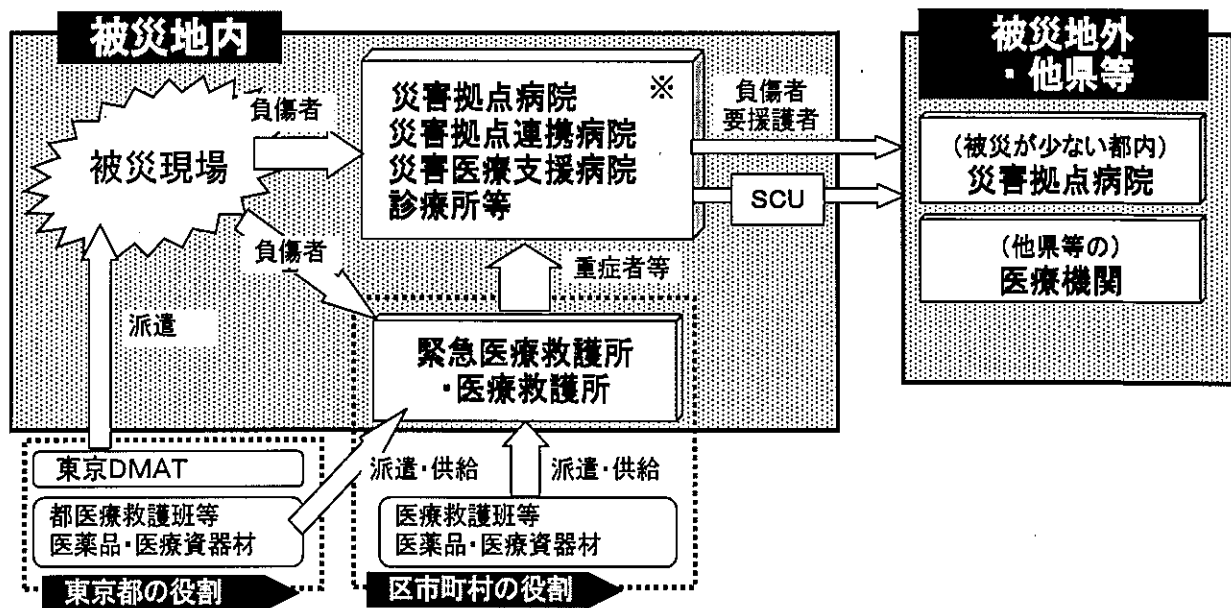 被災地内
被災現場
負傷者
災害拠点病院 ※
災害拠点連携病院
災害医療支援病院
診療所等
負傷者
要援護者
SCU
被災地外
・他県等
(被災が少ない都内)
災害拠点病院
(他県等の)
医療機関
負傷者
重症者等
派遣
緊急医療救護所
・医療救護所
東京DMAT
都医療救護班等
医薬品・医療資器材
東京都の役割
派遣・供給
派遣・供給
医療救護班等
医薬品・医療資器材
区市町村の役割